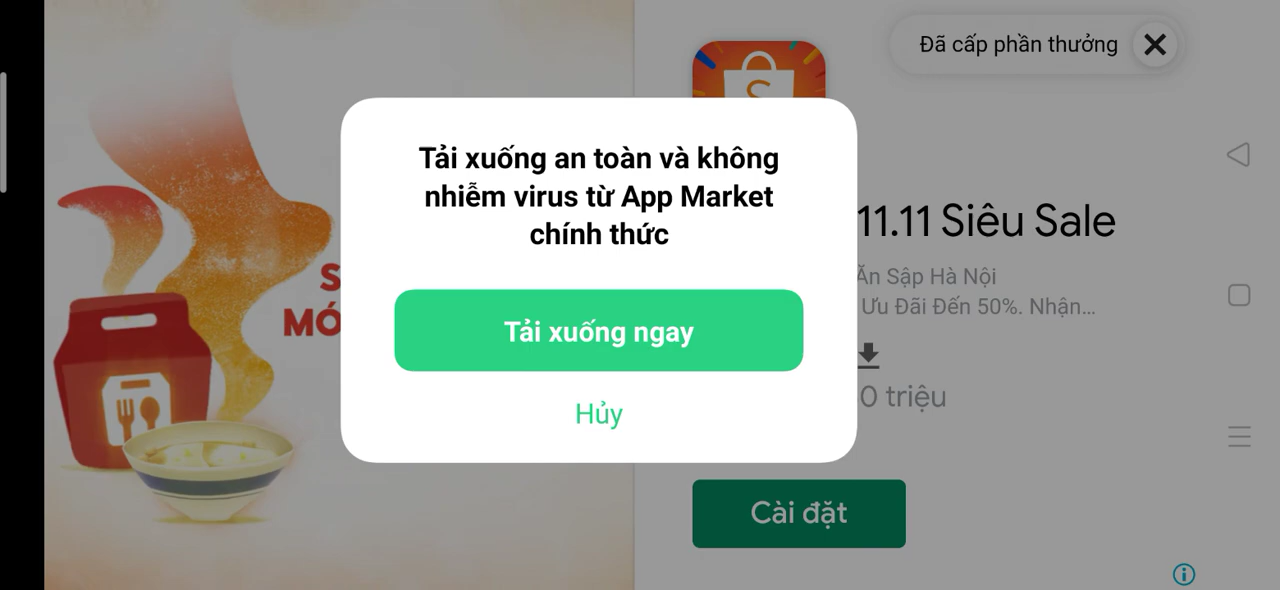 Đã cấp phần thưởng
Tải xuống an toàn và không
nhiễm virus từ App Market
chính thức
Tải xuống ngay
Hủy
S
MÓ
S
11.11 Siêu Sale
Ăn Sập Hà Nội
Ưu Đãi Đến 50%. Nhận...
0 triệu
Cài đặt